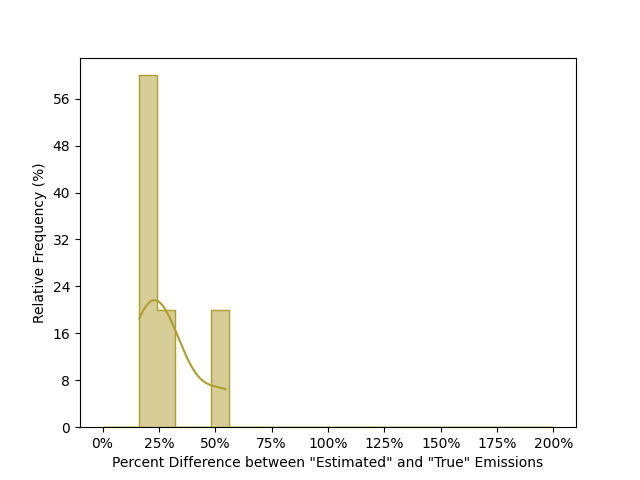 Relative Frequency (%)
56
48
40
32
24
16
8
0
0% 25% 50% 75% 100% 125% 150% 175% 200%
Percent Difference between "Estimated" and "True" Emissions